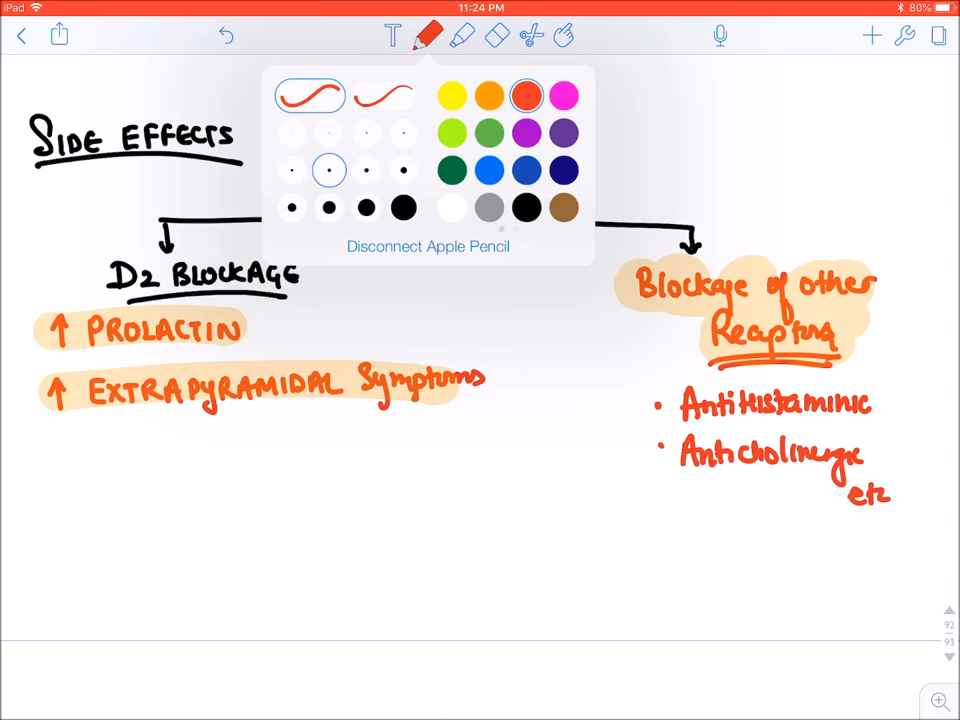 iPad 11:24 PM 80%
T
SIDE EFFECTS
Disconnect Apple Pencil
D2 BLOCKAGE
↑ PROLACTIN
↑ EXTRAPYRAMIDAL Symptoms
Blockage of other
Receptors
• AntiHistaminic
• Anticholinergic
etc
92
93